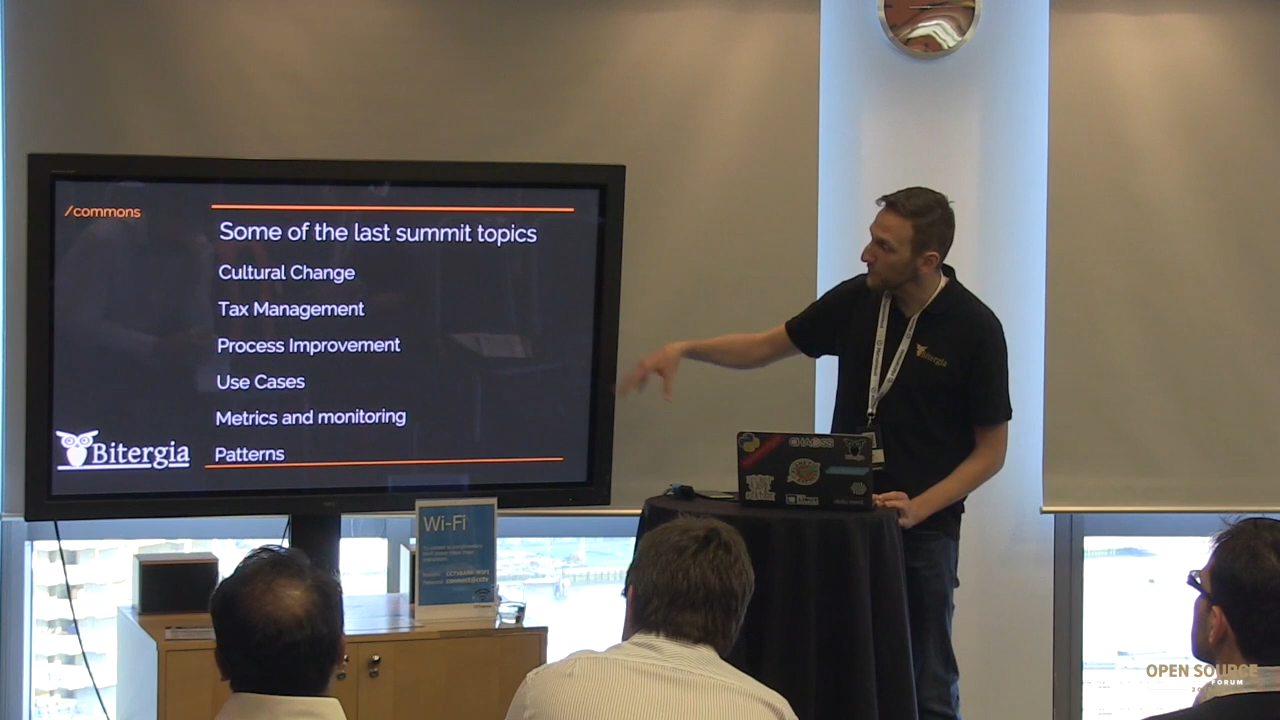 /commons
Some of the last summit topics
Cultural Change
Tax Management
Process Improvement
Use Cases
Metrics and monitoring
Patterns
Bitergia
Bitergia
CHAOSS
Wi-Fi
OPEN SOURCE
FORUM